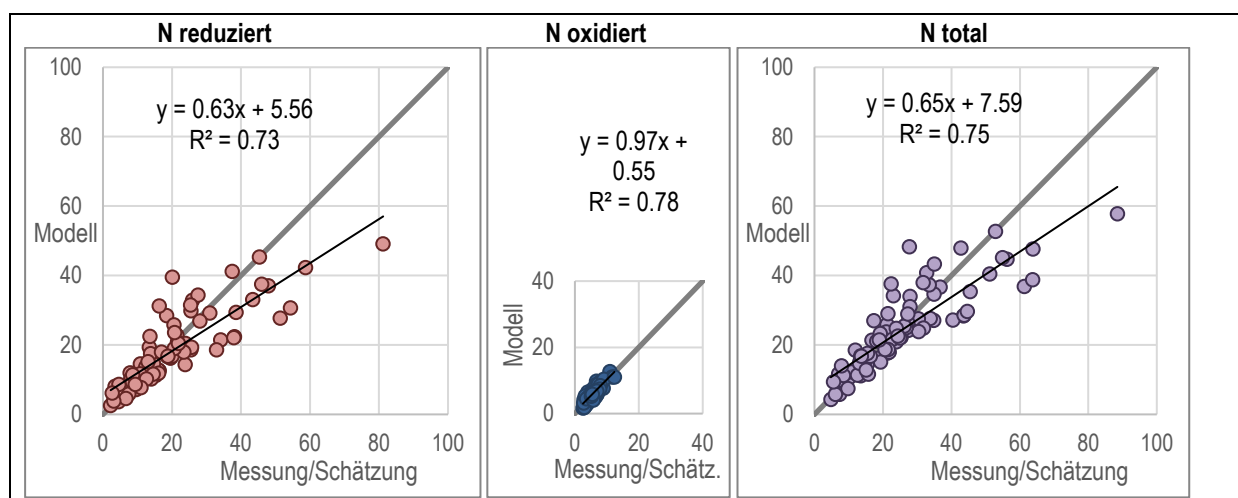 N reduziert
N oxidiert
N total
100
80
60
40
20
0
Modell
y = 0.63x + 5.56
R² = 0.73
0 20 40 60 80 100
Messung/Schätzung
y = 0.97x +
0.55
R² = 0.78
40
20
0
Modell
0 20 40
Messung/Schätz.
100
80
60
40
20
0
Modell
y = 0.65x + 7.59
R² = 0.75
0 20 40 60 80 100
Messung/Schätzung